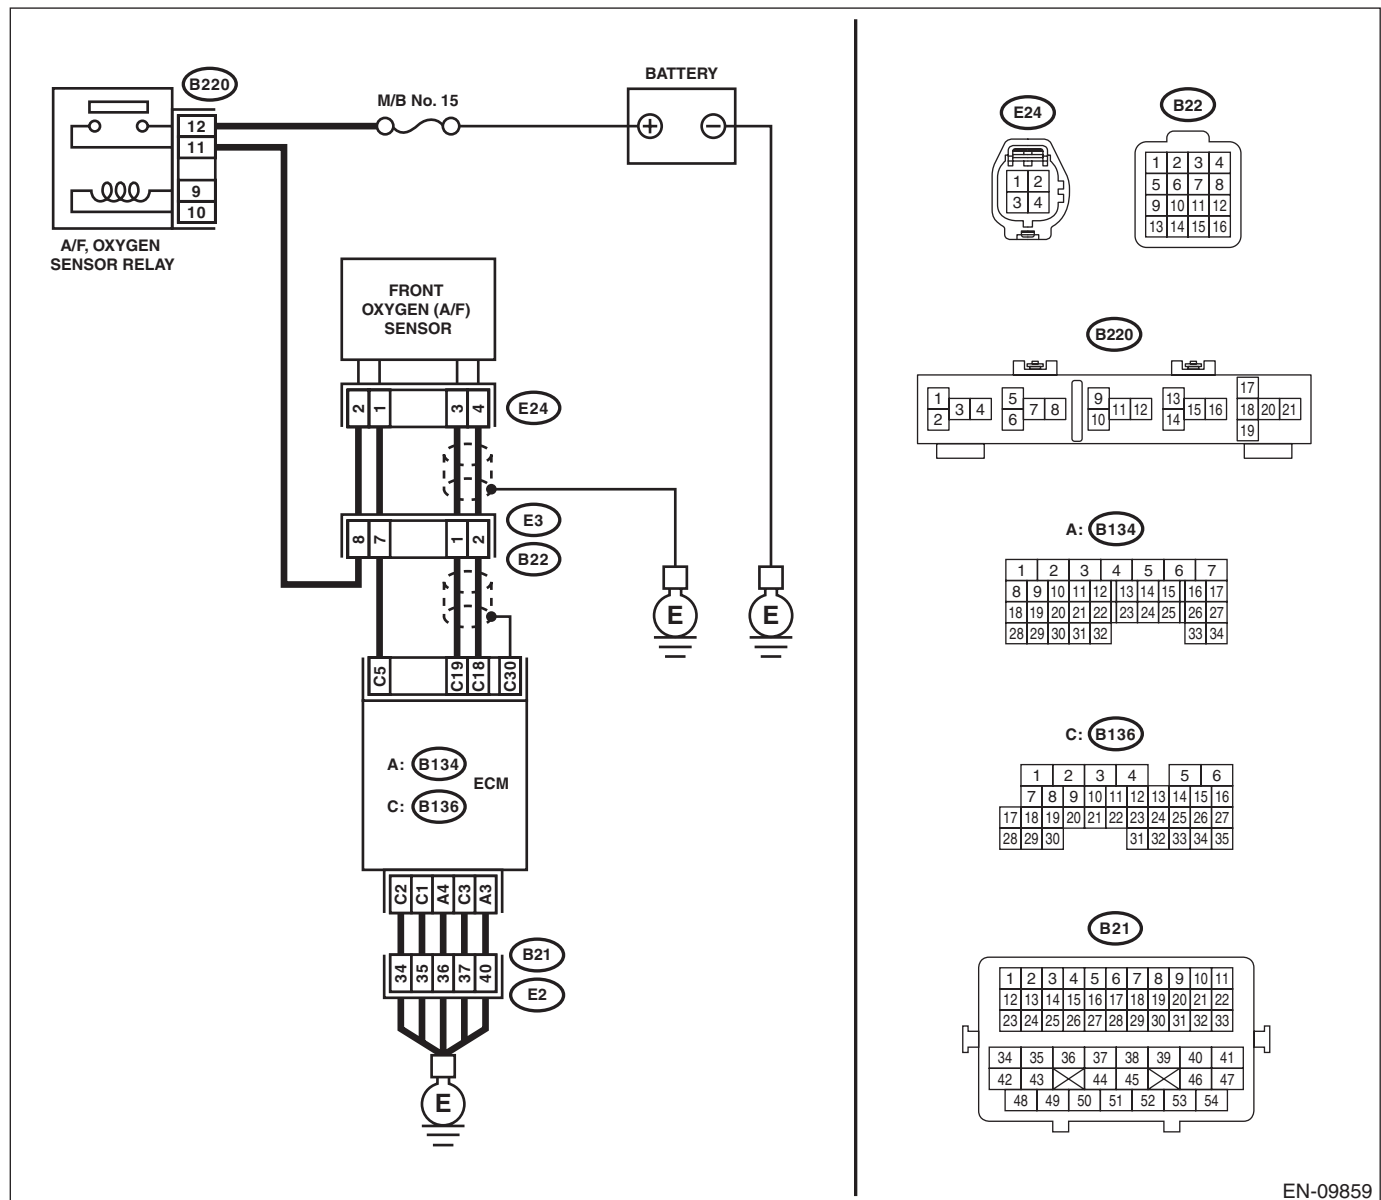 B220
BATTERY
M/B No. 15
12
11
9
10
A/F, OXYGEN
SENSOR RELAY
FRONT
OXYGEN (A/F)
SENSOR
2 1 3 4
E24
E3
8 7 1 2
B22
E E
C5 C19 C18 C30
A: B134
ECM
C: B136
C2 C1 A4 C3 A3
B21
34 35 36 37 40
E2
E
E24
1 2
3 4
B22
1 2 3 4
5 6 7 8
9 10 11 12
13 14 15 16
B220
1 2 3 4
5 6 7 8
9 10 11 12
13 14 15 16
17 18 19 20 21
A: B134
1 2 3 4 5 6 7
8 9 10 11 12 13 14 15 16 17
18 19 20 21 22 23 24 25 26 27
28 29 30 31 32 33 34
C: B136
1 2 3 4 5 6
7 8 9 10 11 12 13 14 15 16
17 18 19 20 21 22 23 24 25 26 27
28 29 30 31 32 33 34 35
B21
1 2 3 4 5 6 7 8 9 10 11
12 13 14 15 16 17 18 19 20 21 22
23 24 25 26 27 28 29 30 31 32 33
34 35 36 37 38 39 40 41
42 43 44 45 46 47
48 49 50 51 52 53 54
EN-09859